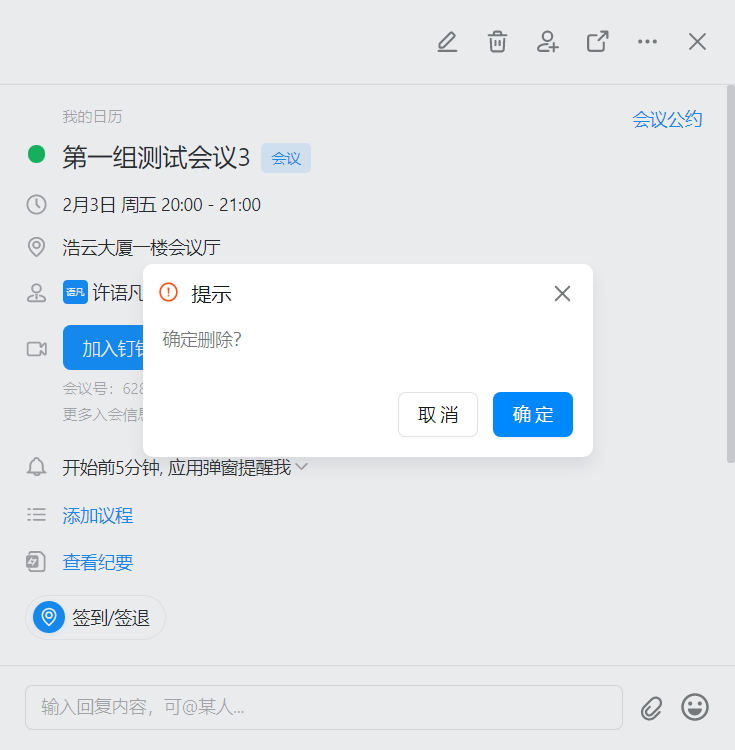 我的日历
会议公约
第一组测试会议3 会议
2月3日 周五 20:00 - 21:00
浩云大厦一楼会议厅
语凡 许语凡
提示
确定删除?
取消 确定
加入钉
会议号：628
更多入会信息
开始前5分钟, 应用弹窗提醒我
添加议程
查看纪要
签到/签退
输入回复内容，可@某人...